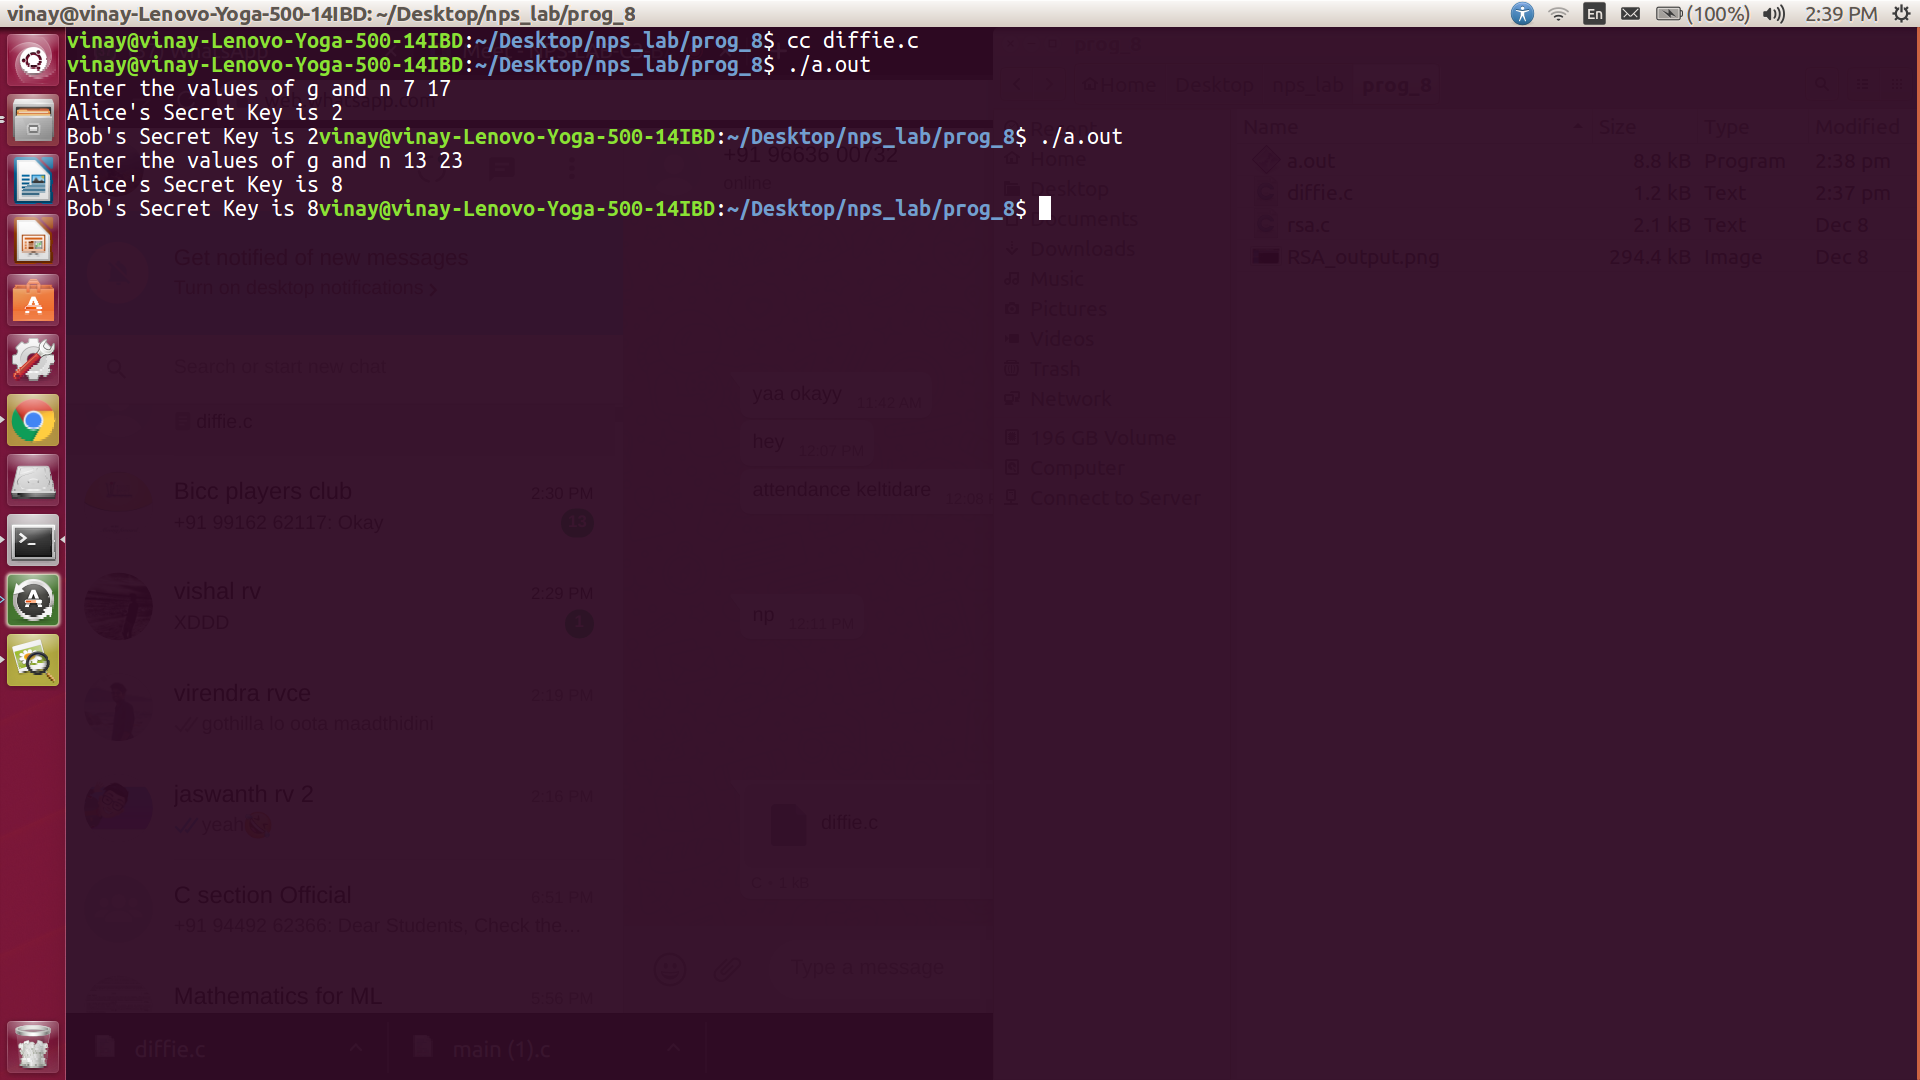 vinay@vinay-Lenovo-Yoga-500-14IBD: ~/Desktop/nps_lab/prog_8
En
(100%)
2:39 PM
vinay@vinay-Lenovo-Yoga-500-14IBD:~/Desktop/nps_lab/prog_8$ cc diffie.c
vinay@vinay-Lenovo-Yoga-500-14IBD:~/Desktop/nps_lab/prog_8$ ./a.out
Enter the values of g and n 7 17
Alice's Secret Key is 2
Bob's Secret Key is 2vinay@vinay-Lenovo-Yoga-500-14IBD:~/Desktop/nps_lab/prog_8$ ./a.out
Enter the values of g and n 13 23
Alice's Secret Key is 8
Bob's Secret Key is 8vinay@vinay-Lenovo-Yoga-500-14IBD:~/Desktop/nps_lab/prog_8$
+91 96636 00732
online
Get notified of new messages
Turn on desktop notifications >
Search or start new chat
diffie.c
Bicc players club 2:30 PM
+91 99162 62117: Okay 13
vishal rv 2:29 PM
XDDD 1
virendra rvce 2:19 PM
gothilla lo oota maadthidini
jaswanth rv 2 2:16 PM
yeah
C section Official 6:51 PM
+91 94492 62366: Dear Students, Check the...
Mathematics for ML 5:56 PM
yaa okayy 11:42 AM
hey 12:07 PM
attendance keltidare 12:08
np 12:11 PM
diffie.c
C 1 kB
Type a message
diffie.c
main (1).c
prog_8
Home Desktop nps_lab prog_8
Recent
Home
Desktop
Documents
Downloads
Music
Pictures
Videos
Trash
Network
196 GB Volume
Computer
Connect to Server
Name Size Type Modified
a.out 8.8 kB Program 2:38 pm
diffie.c 1.2 kB Text 2:37 pm
rsa.c 2.1 kB Text Dec 8
RSA_output.png 294.4 kB Image Dec 8